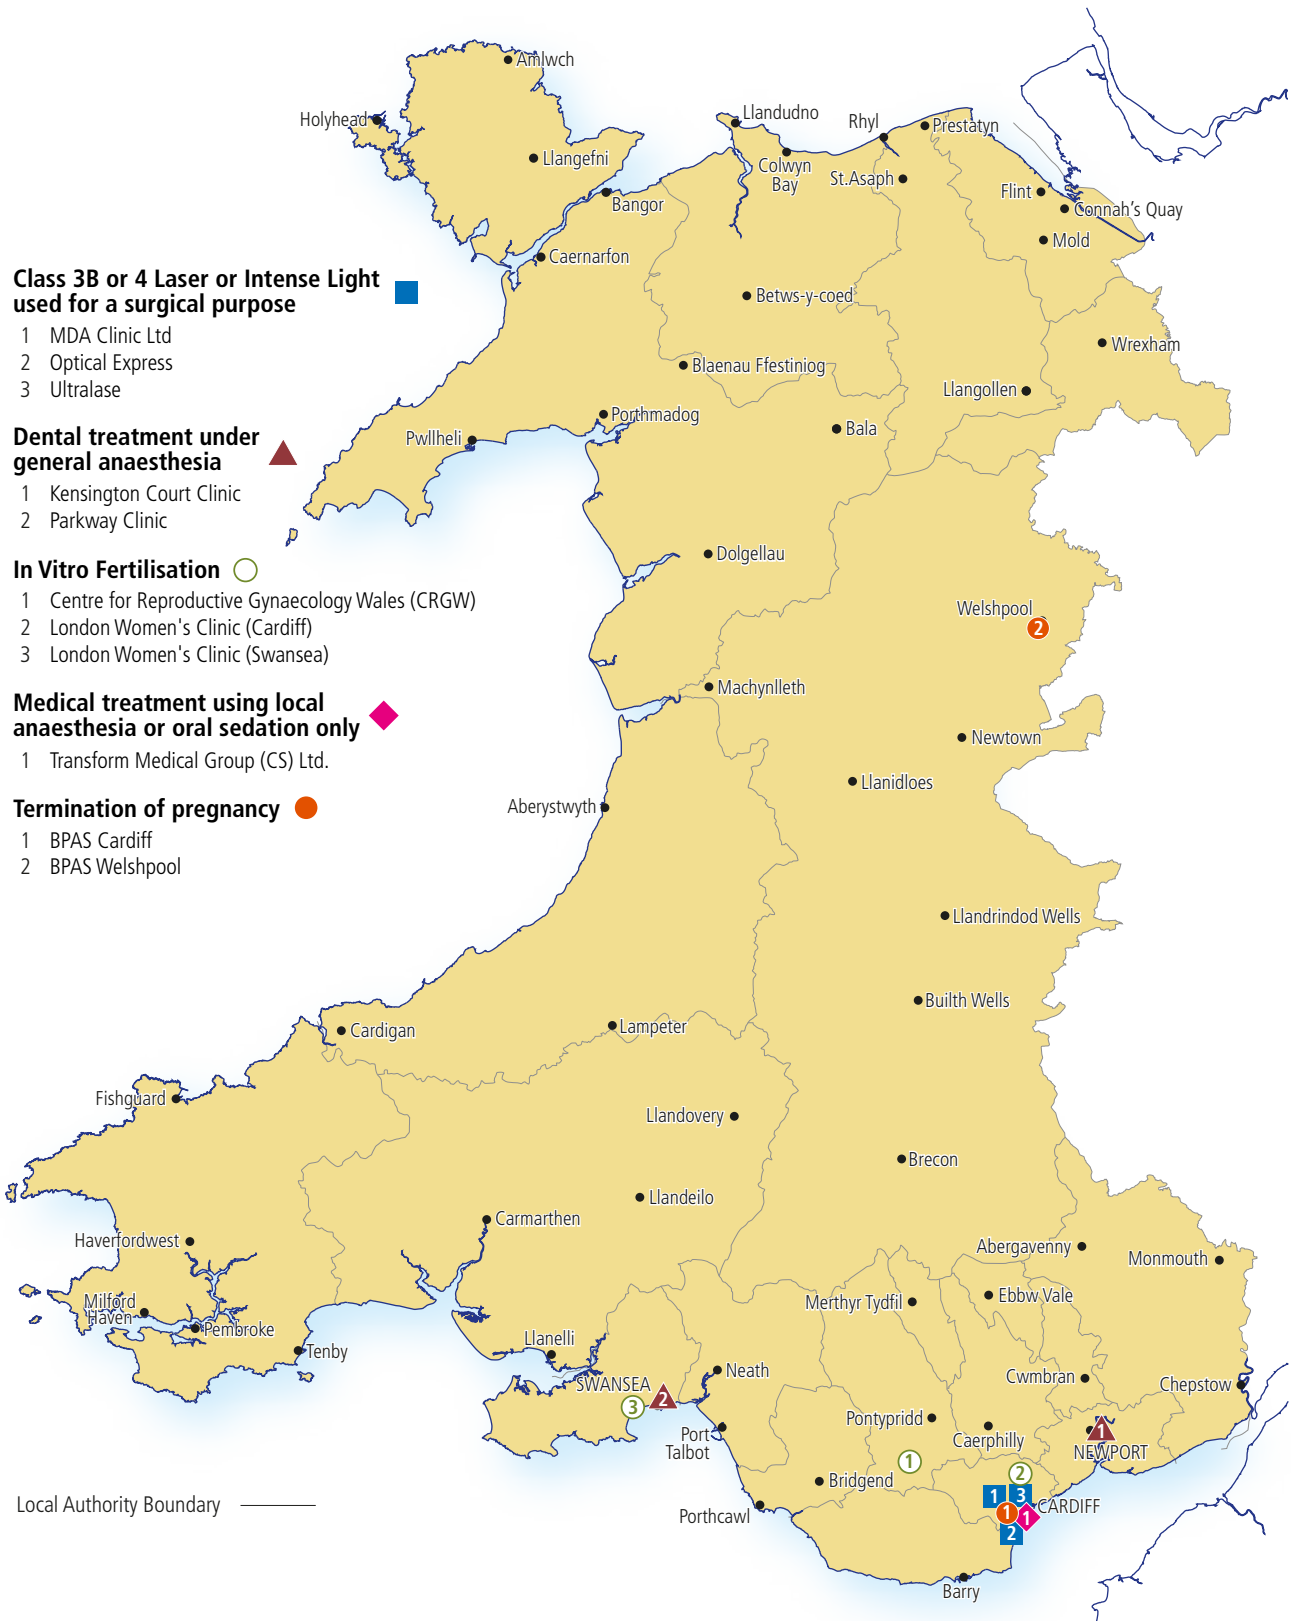 Amlwch
Holyhead
Llandudno
Rhyl
Prestatyn
Llangefni
Colwyn
Bay
St.Asaph
Flint
Bangor
Connah's Quay
Mold
Caernarfon
Class 3B or 4 Laser or Intense Light
used for a surgical purpose
1 MDA Clinic Ltd
2 Optical Express
3 Ultralase
Betws-y-coed
Wrexham
Blaenau Ffestiniog
Llangollen
Porthmadog
Pwllheli
Bala
Dental treatment under
general anaesthesia
1 Kensington Court Clinic
2 Parkway Clinic
Dolgellau
In Vitro Fertilisation
1 Centre for Reproductive Gynaecology Wales (CRGW)
2 London Women's Clinic (Cardiff)
3 London Women's Clinic (Swansea)
Welshpool
2
Machynlleth
Medical treatment using local
anaesthesia or oral sedation only
1 Transform Medical Group (CS) Ltd.
Newtown
Llanidloes
Termination of pregnancy
1 BPAS Cardiff
2 BPAS Welshpool
Aberystwyth
Llandrindod Wells
Builth Wells
Cardigan
Lampeter
Fishguard
Llandovery
Brecon
Llandeilo
Carmarthen
Haverfordwest
Abergavenny
Monmouth
Milford
Haven
Pembroke
Merthyr Tydfil
Ebbw Vale
Tenby
Llanelli
Neath
Cwmbran
Chepstow
SWANSEA
2
3
Port
Talbot
Pontypridd
Caerphilly
1
NEWPORT
1
2
Bridgend
1
3
CARDIFF
1
1
2
Porthcawl
Barry
Local Authority Boundary